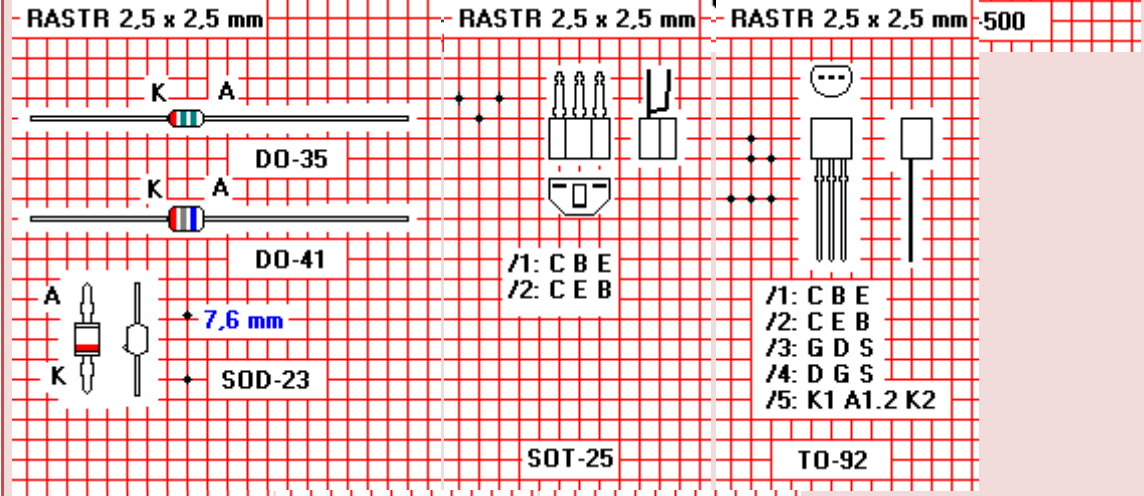 RASTR 2,5 x 2,5 mm
K A
DO-35
K A
DO-41
A
7,6 mm
K
SOD-23
RASTR 2,5 x 2,5 mm
/1: C B E
/2: C E B
SOT-25
RASTR 2,5 x 2,5 mm
/1: C B E
/2: C E B
/3: G D S
/4: D G S
/5: K1 A1.2 K2
TO-92
-500